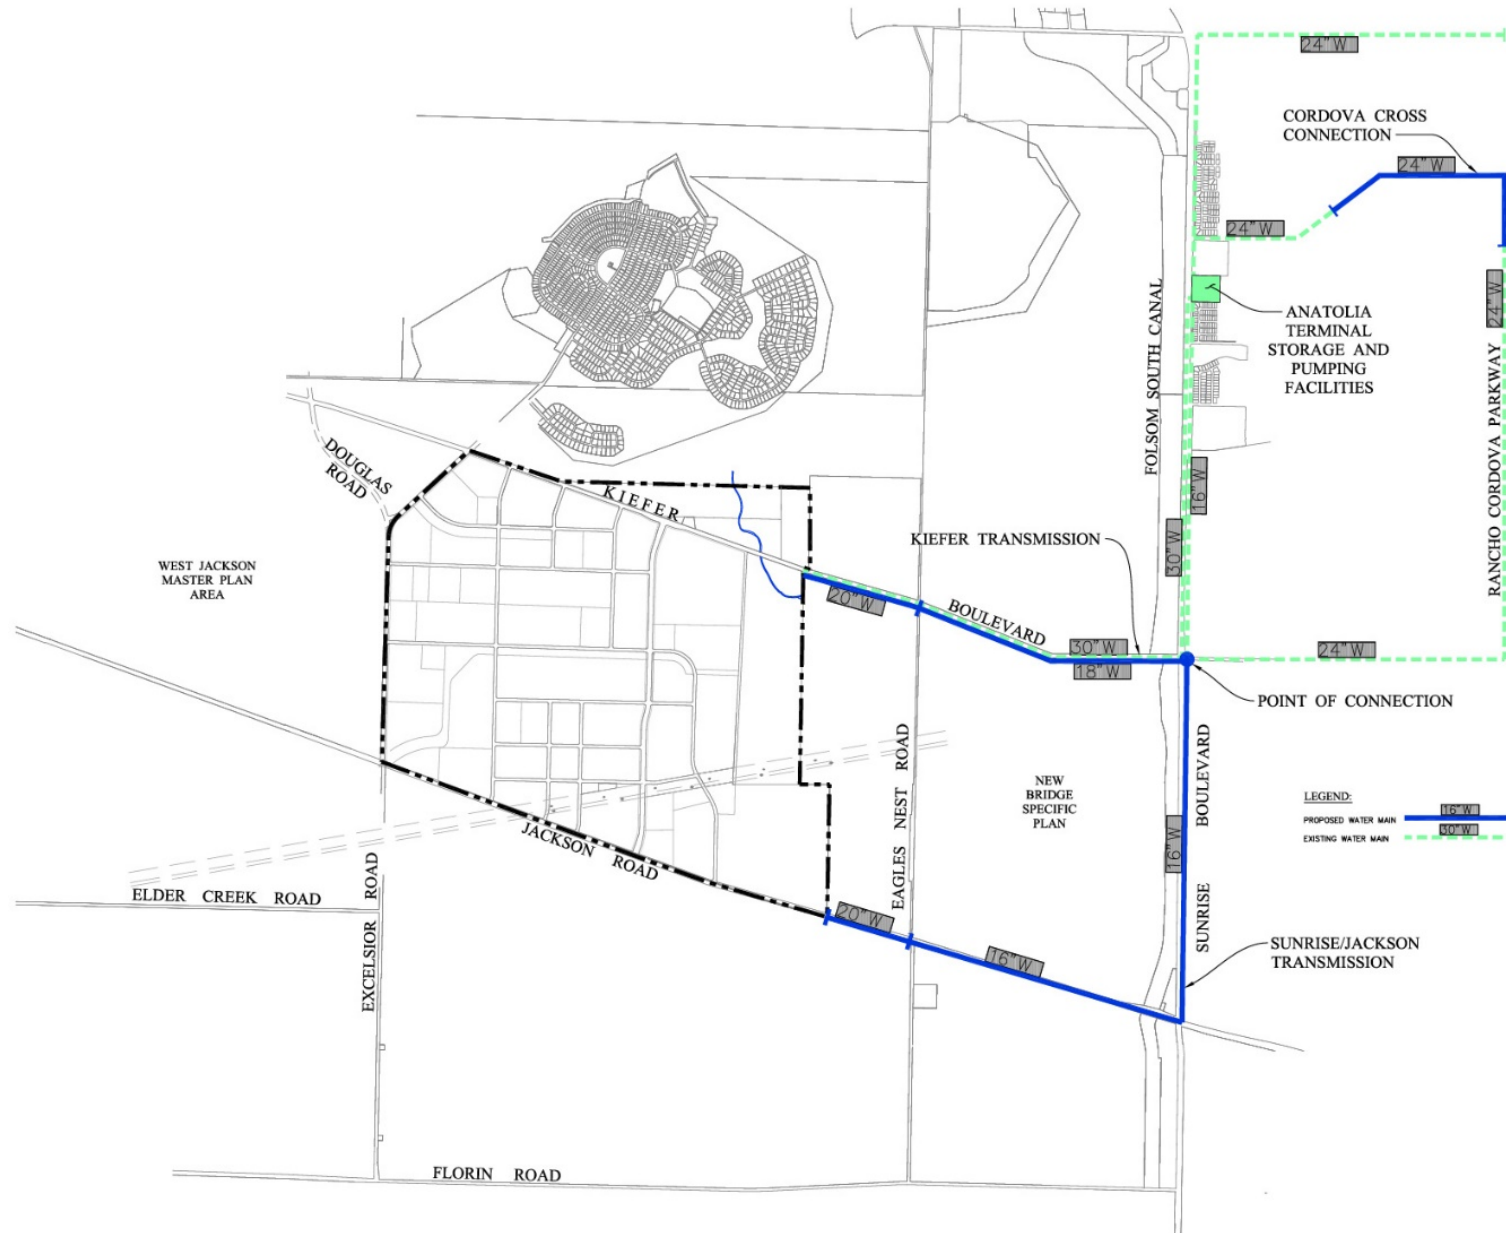 24"W
CORDOVA CROSS
CONNECTION
24"W
24"W
FOLSOM SOUTH CANAL
ANATOLIA
TERMINAL
STORAGE AND
PUMPING
FACILITIES
24"W
RANCHO CORDOVA PARKWAY
DOUGLAS
ROAD
KIEFER
16"W
30"W
KIEFER TRANSMISSION
WEST JACKSON
MASTER PLAN
AREA
20"W
BOULEVARD
30"W
18"W
24"W
POINT OF CONNECTION
EAGLES NEST ROAD
NEW
BRIDGE
SPECIFIC
PLAN
SUNRISE BOULEVARD
16"W
LEGEND:
PROPOSED WATER MAIN
16"W
EXISTING WATER MAIN
30"W
JACKSON ROAD
ELDER CREEK ROAD
EXCELSIOR ROAD
20"W
16"W
SUNRISE/JACKSON
TRANSMISSION
FLORIN ROAD